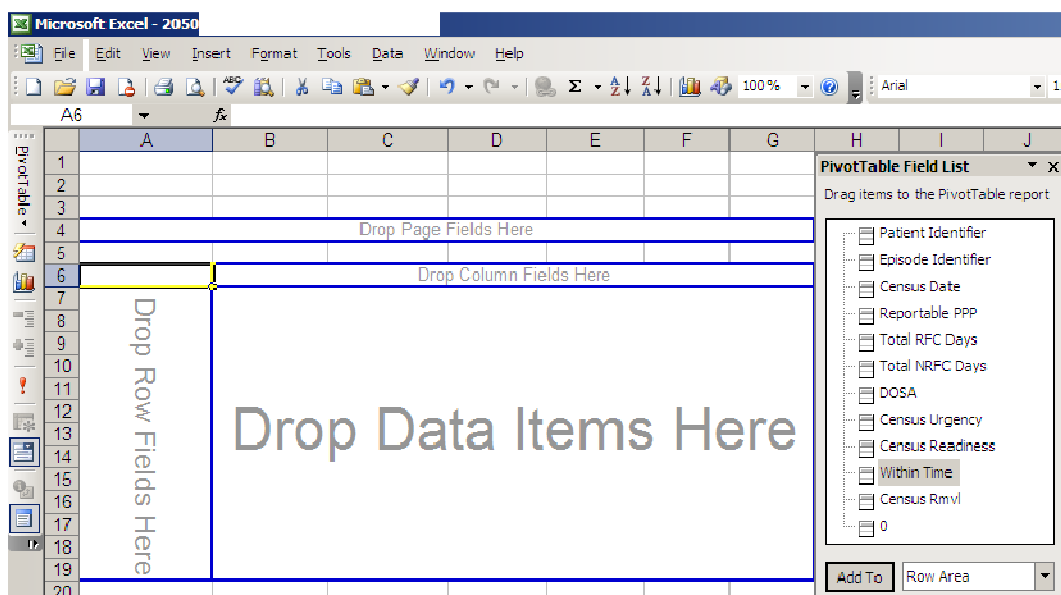 Microsoft Excel - 2050
File Edit View Insert Format Tools Data Window Help
ABC Σ A Z Z A 100% Arial 1
A6 fx
PivotTable
A B C D E F G H I J
1
2
3
4 Drop Page Fields Here
5
6 Drop Column Fields Here
7
8
9
10
11
12
13
14
15
16
17
18
19
20
Drop Row Fields Here
Drop Data Items Here
PivotTable Field List
Drag items to the PivotTable report
Patient Identifier
Episode Identifier
Census Date
Reportable PPP
Total RFC Days
Total NRFC Days
DOSA
Census Urgency
Census Readiness
Within Time
Census Rmvl
0
Add To Row Area